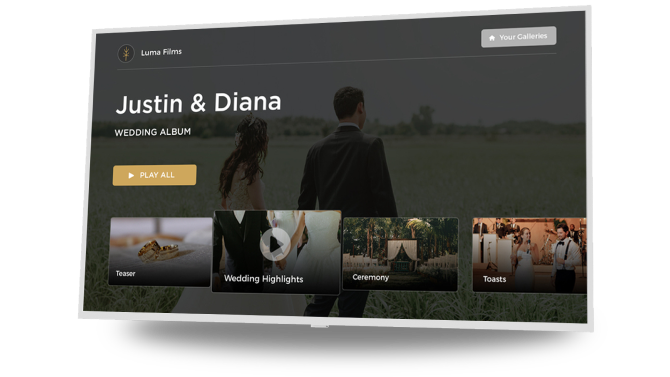 Luma Films
Your Galleries
Justin & Diana
WEDDING ALBUM
PLAY ALL
Teaser
Wedding Highlights
Ceremony
Toasts